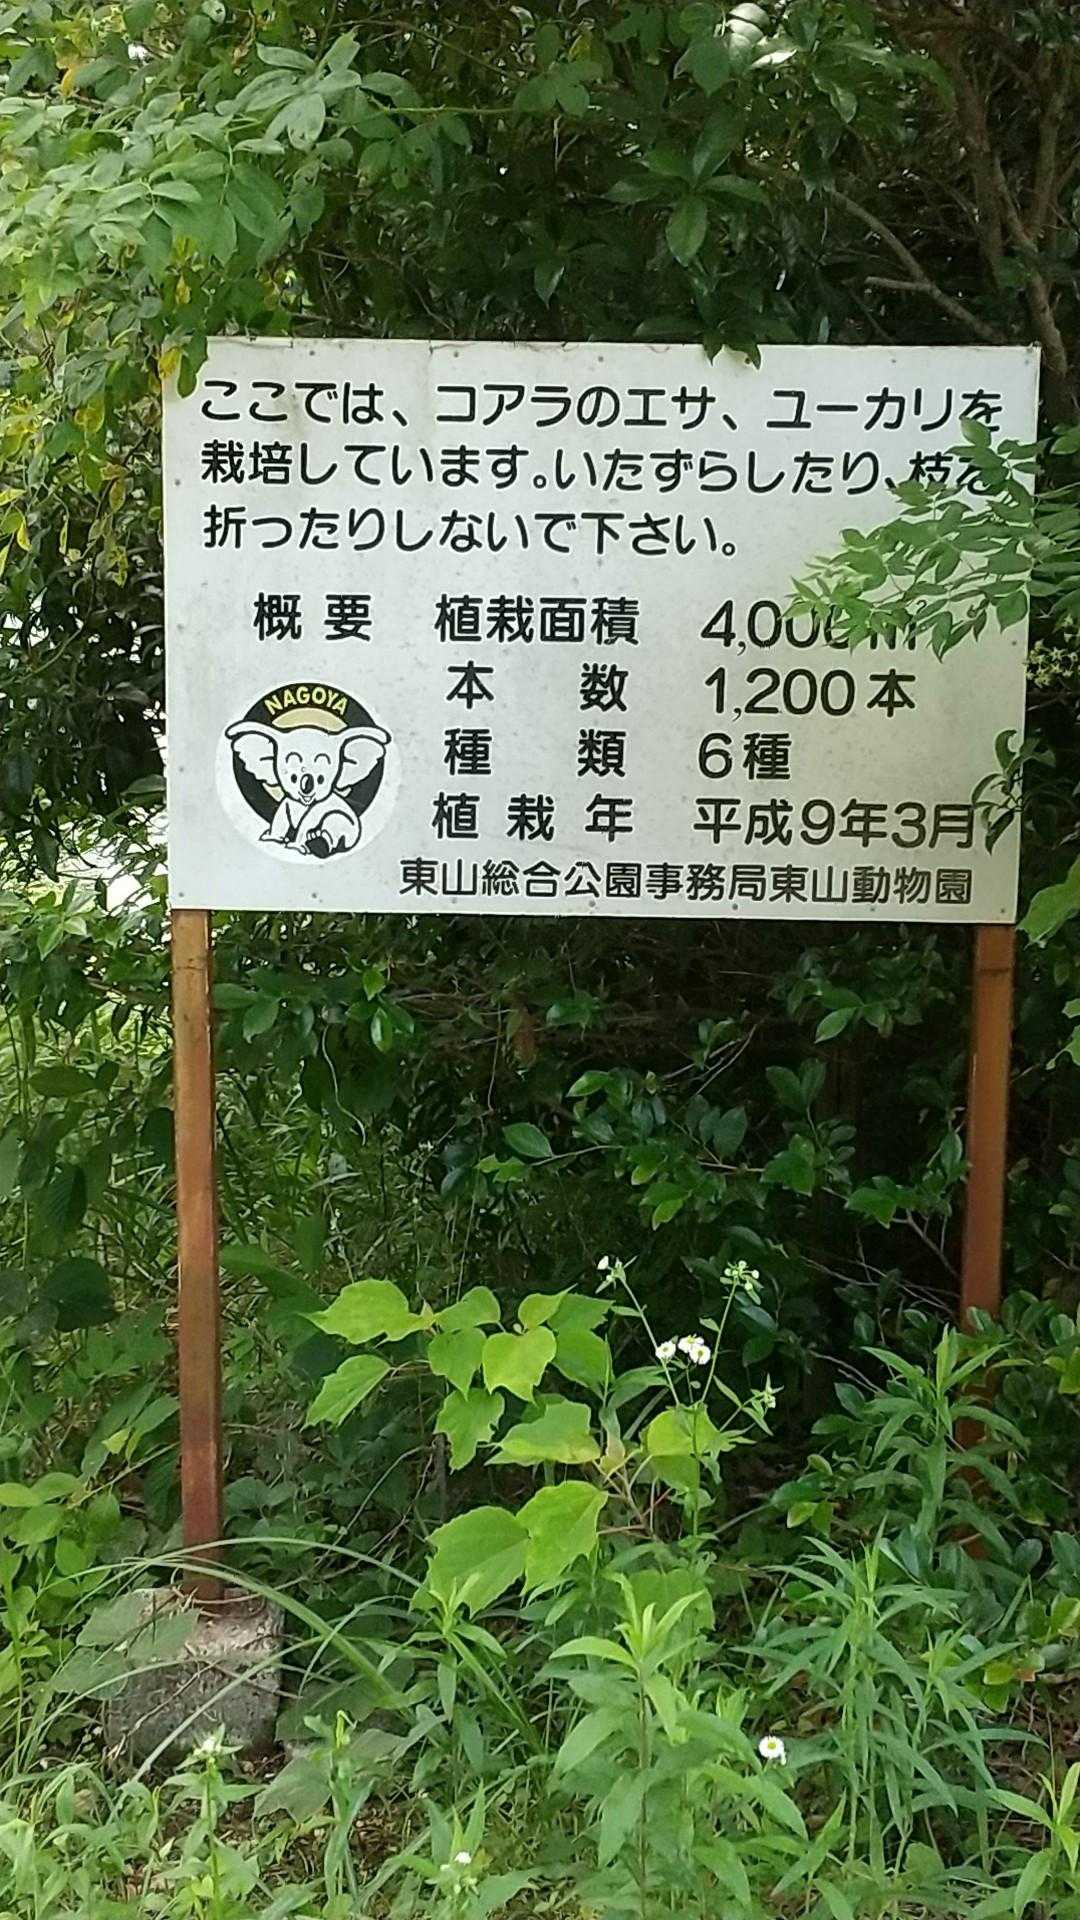 ここでは、コアラのエサ、ユーカリを
栽培しています。いたずらしたり、枝を
折ったりしないで下さい。
概要 植栽面積 4,000㎡
本数 1,200本
種類 6種
植栽年 平成9年3月
NAGOYA
東山総合公園事務局東山動物園